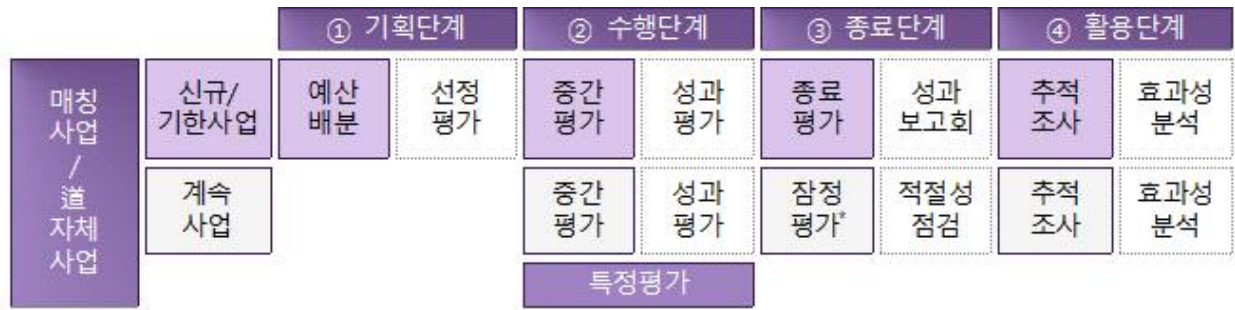 ① 기획단계 ② 수행단계 ③ 종료단계 ④ 활용단계
매칭
사업
/
道
자체
사업
신규/
기한사업
예산
배분
선정
평가
중간
평가
성과
평가
종료
평가
성과
보고회
추적
조사
효과성
분석
계속
사업
중간
평가
성과
평가
잠정
평가*
적절성
점검
추적
조사
효과성
분석
특정평가